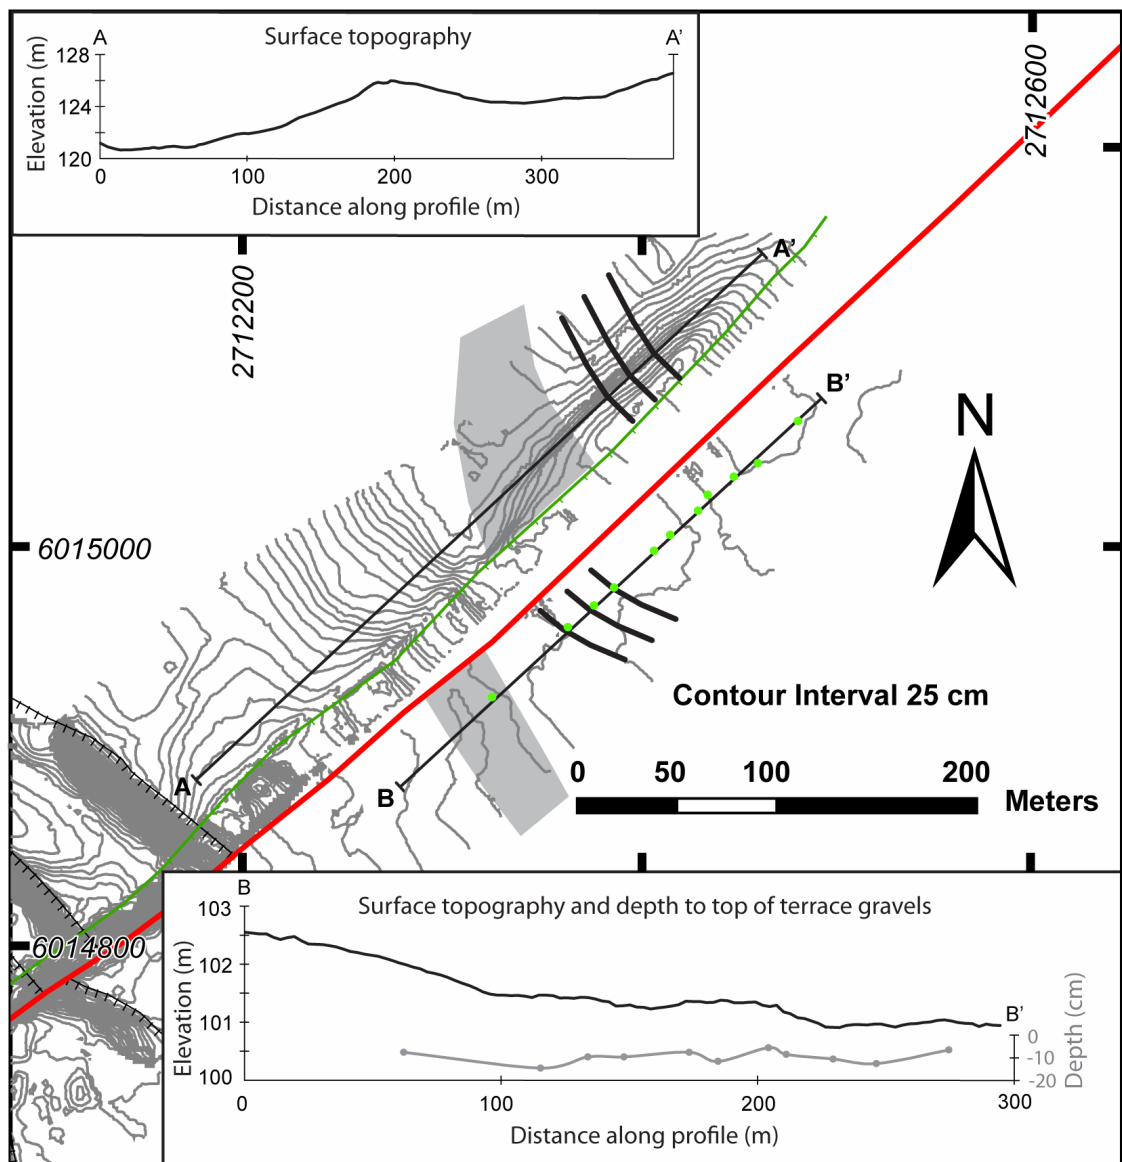 A
Surface topography
A'
128
124
120
Elevation (m)
0
100
200
300
Distance along profile (m)
2712600
2712200
A'
B'
N
6015000
Contour Interval 25 cm
0 50 100 200
Meters
A
B
6014800
B
Surface topography and depth to top of terrace gravels
103
102
101
100
Elevation (m)
B'
0
-10
-20
Depth (cm)
0
100
200
300
Distance along profile (m)